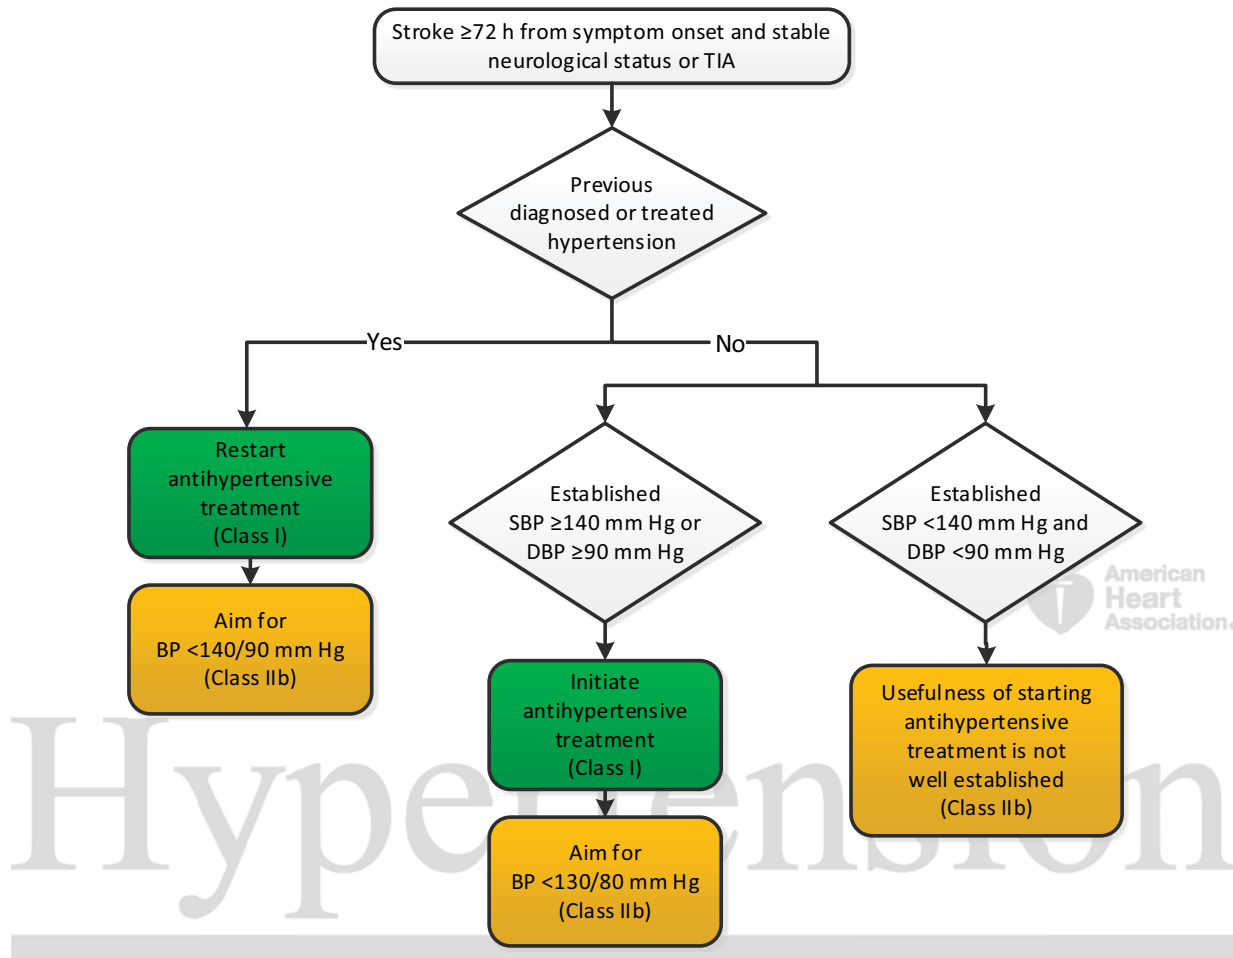 Stroke ≥72 h from symptom onset and stable
neurological status or TIA
Previous
diagnosed or treated
hypertension
Yes
No
Restart
antihypertensive
treatment
(Class I)
Aim for
BP <140/90 mm Hg
(Class IIb)
Established
SBP ≥140 mm Hg or
DBP ≥90 mm Hg
Initiate
antihypertensive
treatment
(Class I)
Aim for
BP <130/80 mm Hg
(Class IIb)
Established
SBP <140 mm Hg and
DBP <90 mm Hg
American
Heart
Association.
Usefulness of starting
antihypertensive
treatment is not
well established
(Class IIb)
Hypertension